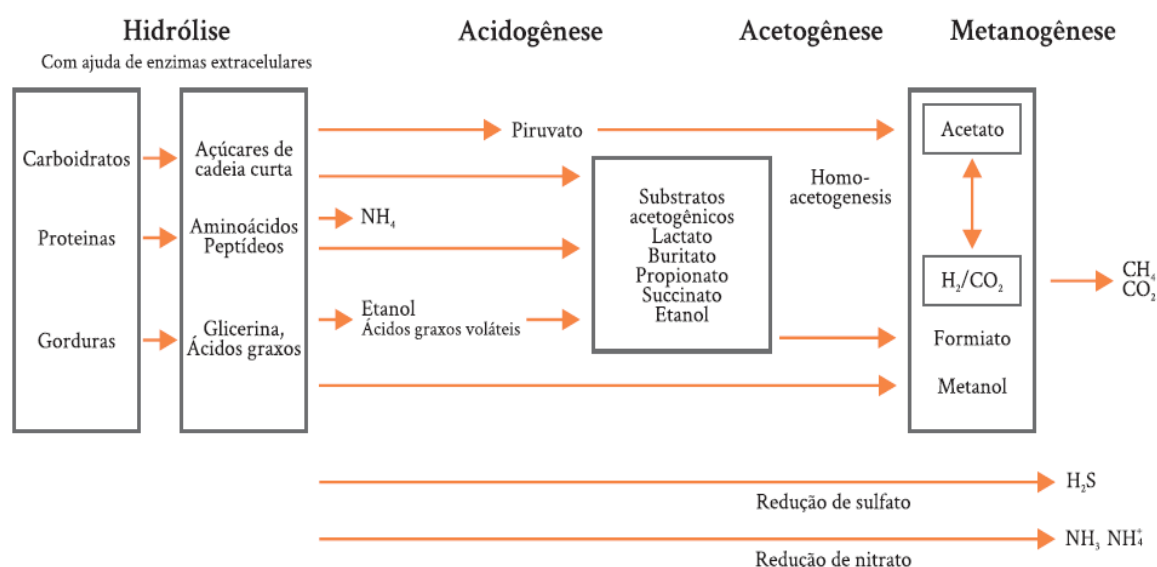 Hidrólise
Acidogênese
Acetogênese
Metanogênese
Com ajuda de enzimas extracelulares
Carboidratos
Açúcares de
cadeia curta
Piruvato
Acetato
Homo-
acetogenesis
Proteinas
Aminoácidos
Peptídeos
NH₄
Substratos
acetogênicos
Lactato
Buritato
Propionato
Succinato
Etanol
H₂/CO₂
CH₄
CO₂
Gorduras
Glicerina,
Ácidos graxos
Etanol
Ácidos graxos voláteis
Formiato
Metanol
Redução de sulfato
H₂S
Redução de nitrato
NH₃ NH₄⁺